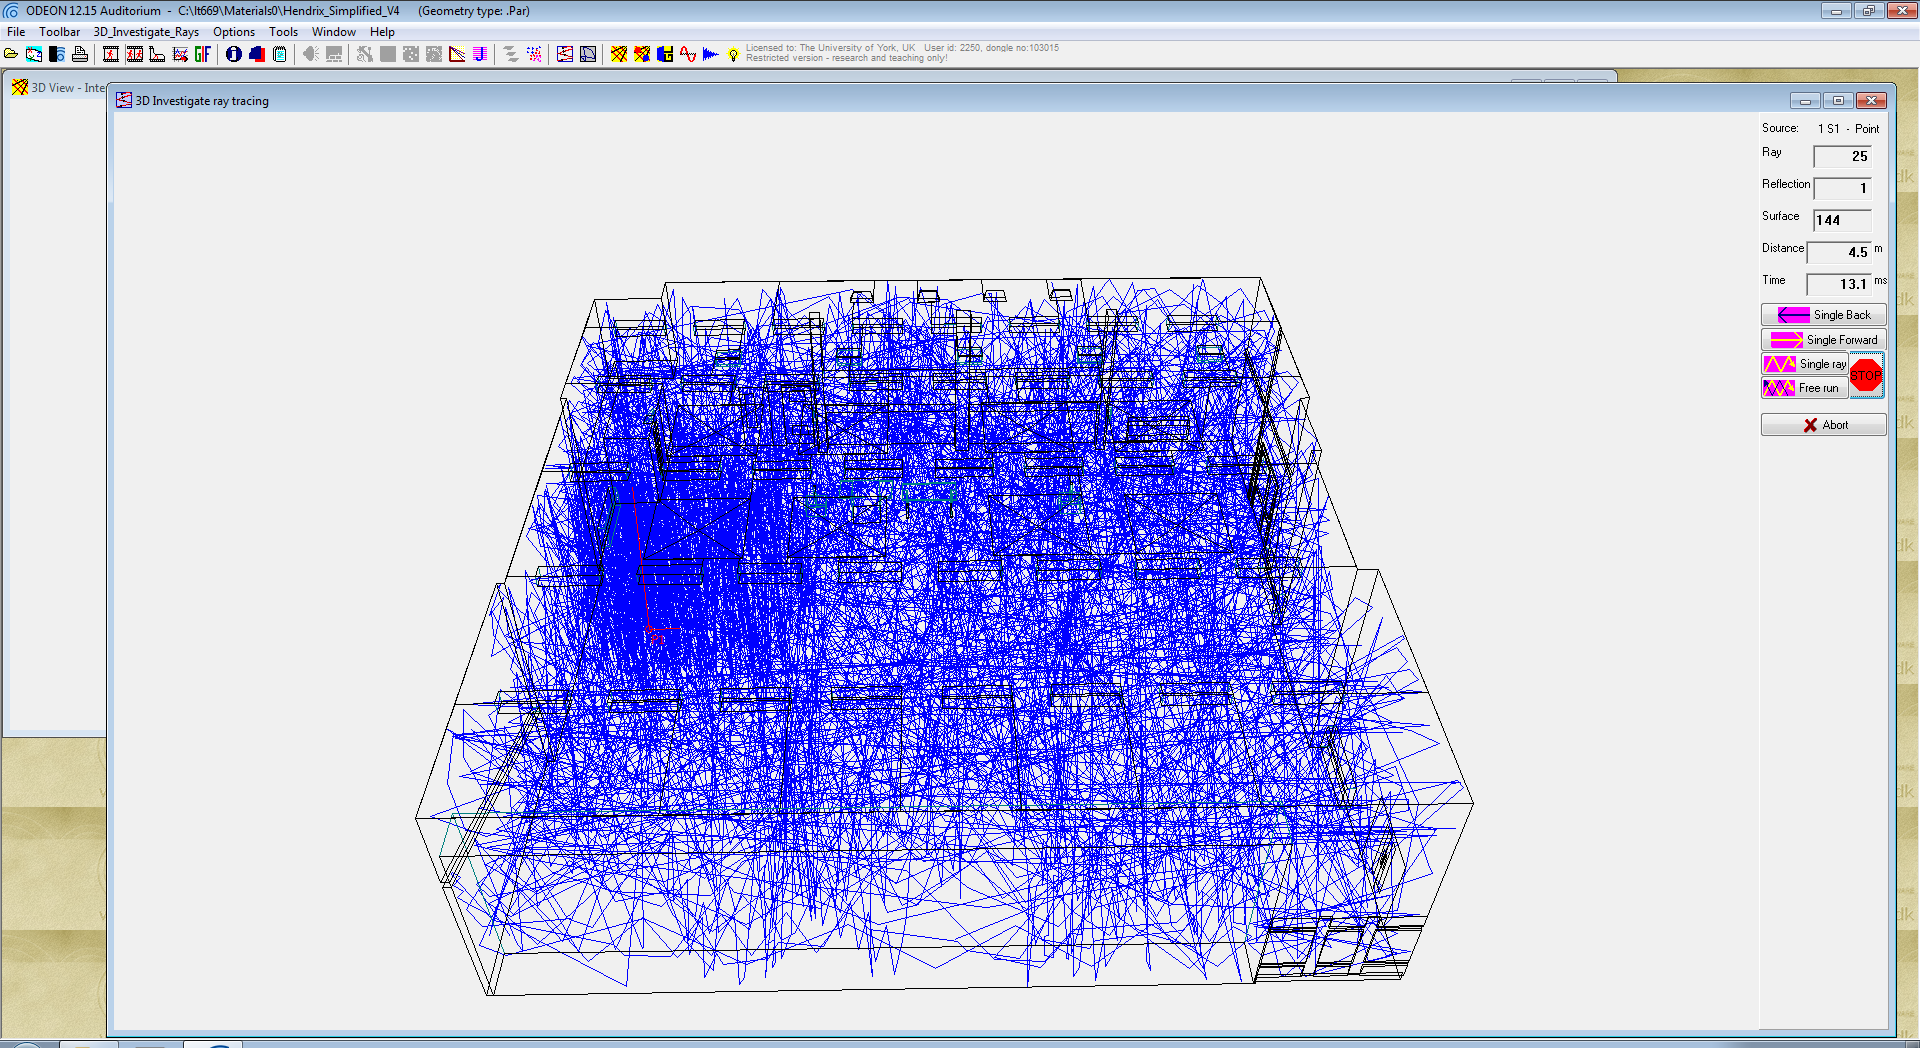 ODEON 12.15 Auditorium - C:\lt669\Materials0\Hendrix_Simplified_V4 (Geometry type: .Par)
File Toolbar 3D_Investigate_Rays Options Tools Window Help
GIF
Licensed to: The University of York, UK User id: 2250, dongle no:103015
Restricted version - research and teaching only!
3D View - Inte
3D Investigate ray tracing
Source: 1 S1 - Point
Ray 25
Reflection 1
Surface 144
Distance 4.5 m
Time 13.1 ms
Single Back
Single Forward
Single ray
STOP
Free run
Abort